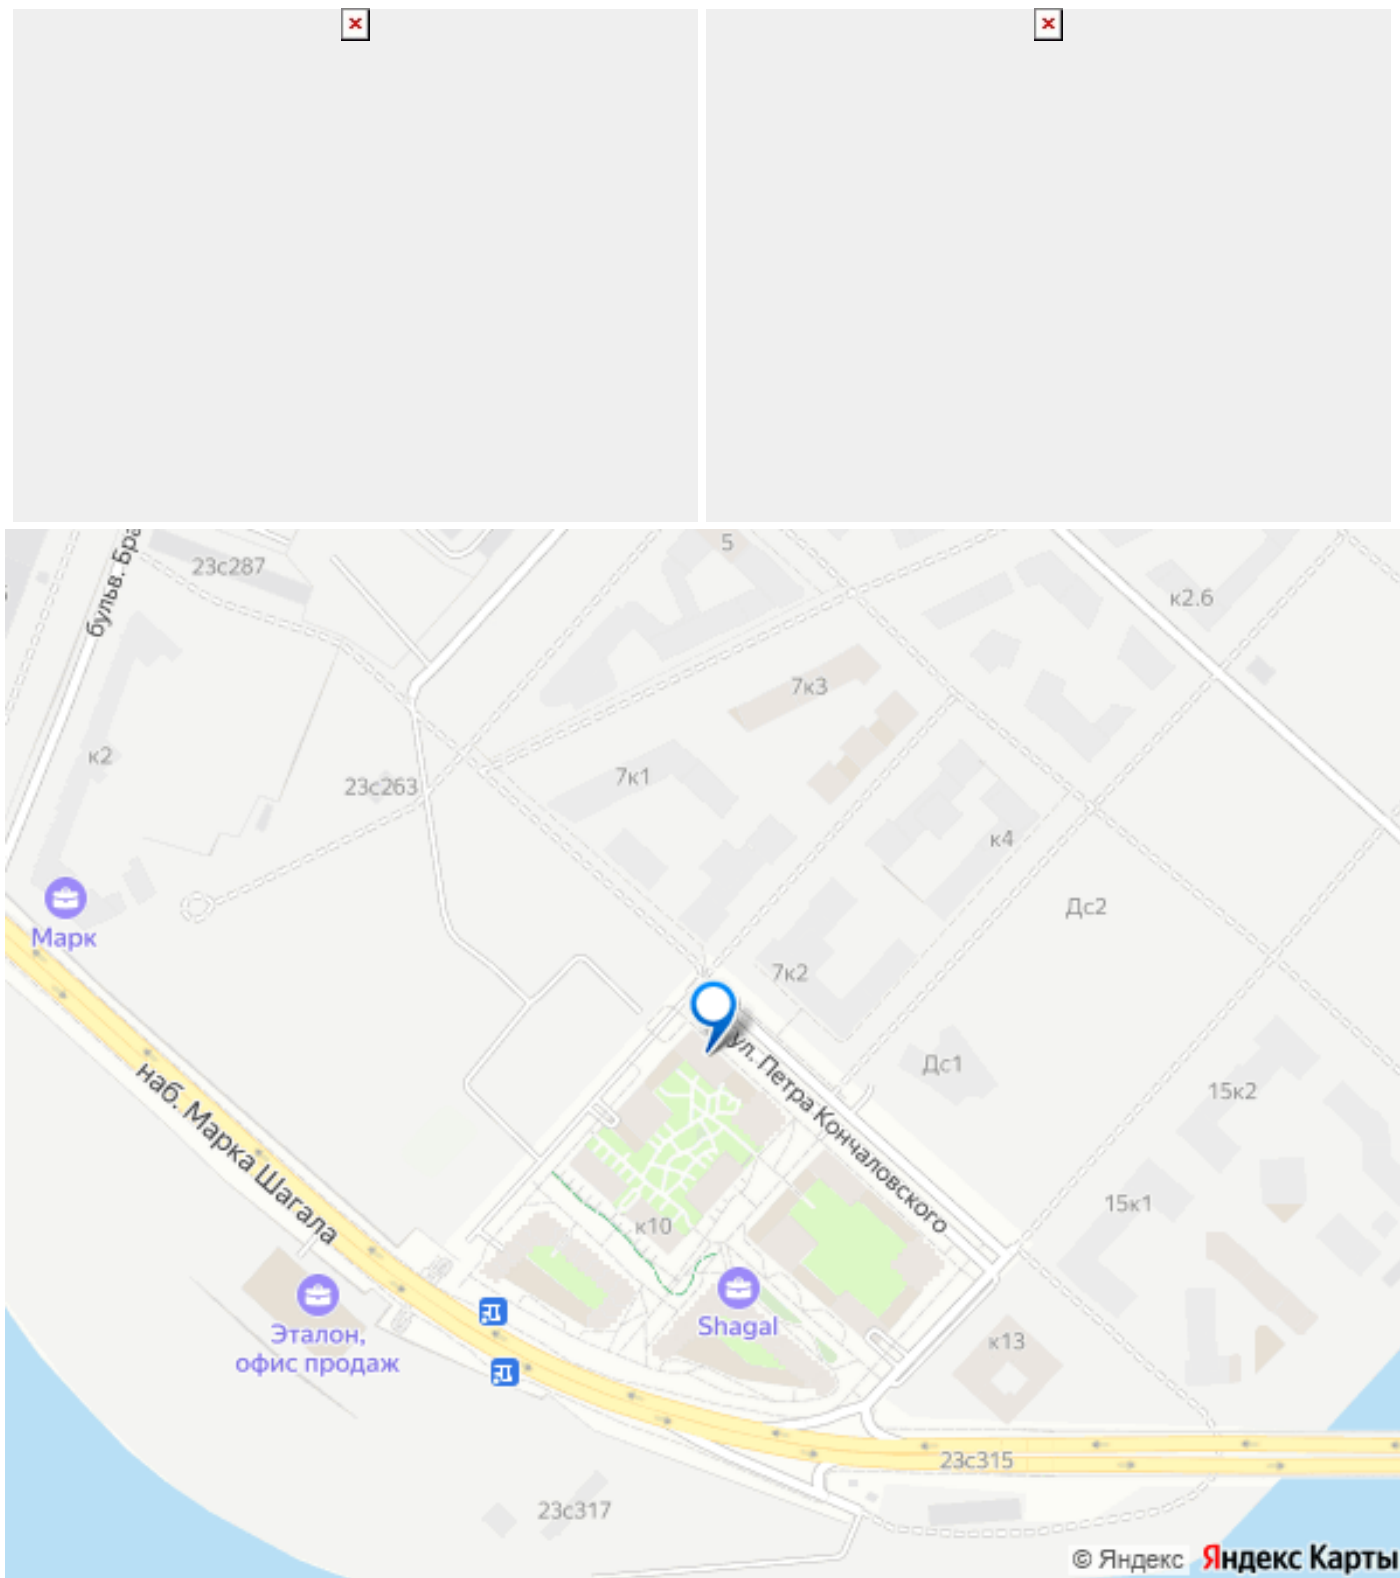 5
23с287
бульв. Бра
к2.6
7к3
к2
7к1
23с263
к4
Дс2
Марк
7к2
ул. Петра Кончаловского
Дс1
наб. Марка Шагала
15к2
15к1
к10
Shagal
Эталон,
офис продаж
к13
23с315
23с317
© Яндекс Яндекс Карты